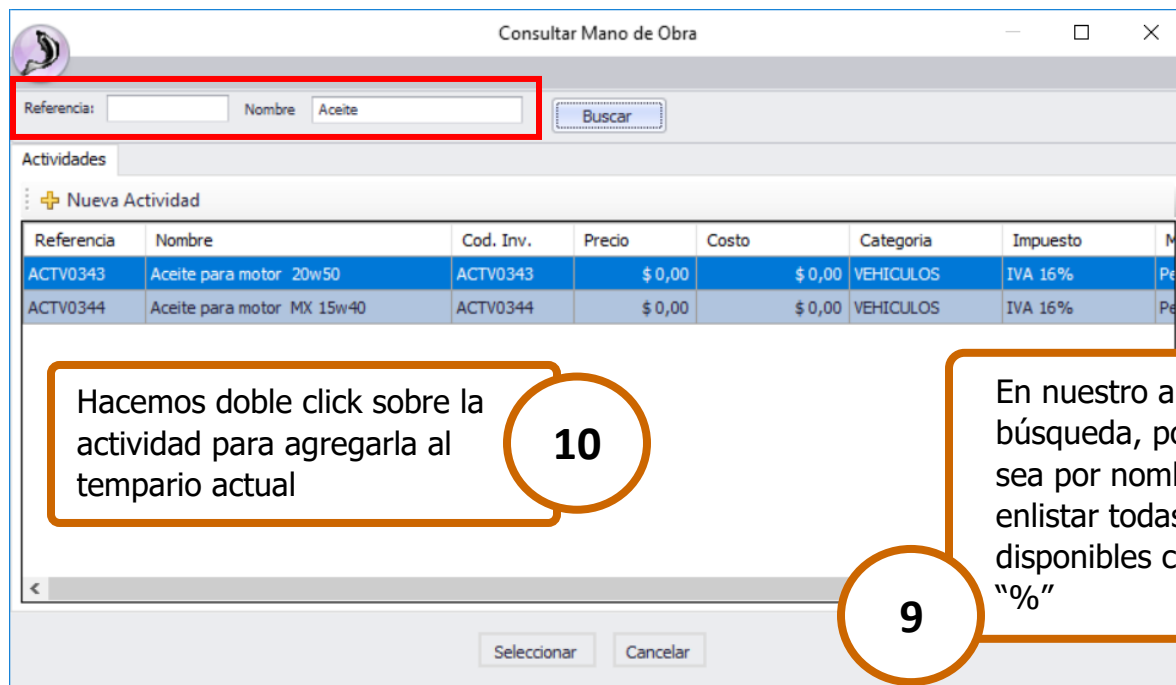 Consultar Mano de Obra
Referencia: Nombre Aceite Buscar
Actividades
Nueva Actividad
Referencia Nombre Cod. Inv. Precio Costo Categoria Impuesto
ACTV0343 Aceite para motor 20w50 ACTV0343 $ 0,00 $ 0,00 VEHICULOS IVA 16%
ACTV0344 Aceite para motor MX 15w40 ACTV0344 $ 0,00 $ 0,00 VEHICULOS IVA 16%
Hacemos doble click sobre la
actividad para agregarla al
tempario actual
10
En nuestro
búsqueda,
sea por
enlistar
disponibles
“%”
9
Seleccionar Cancelar